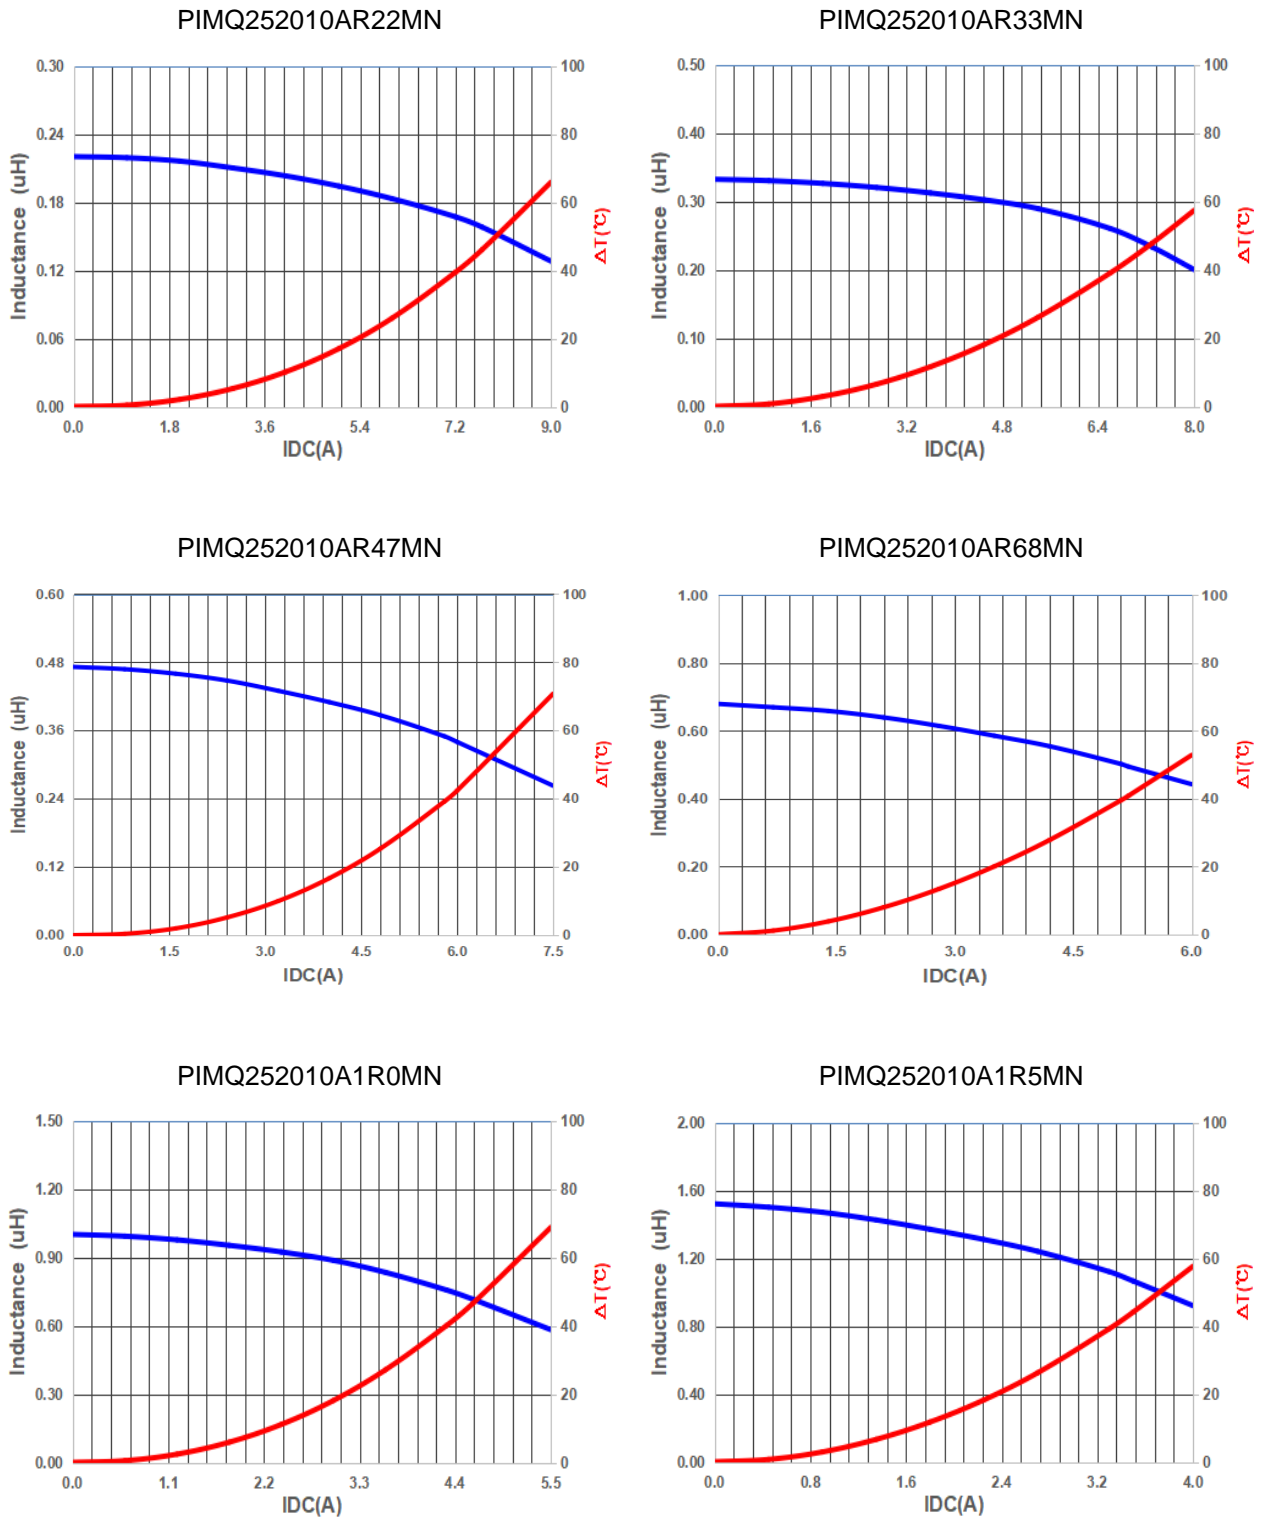 PIMQ252010AR22MN
0.30
0.24
0.18
0.12
0.06
0.00
Inductance (uH)
100
80
60
40
20
0
ΔT(℃)
0.0 1.8 3.6 5.4 7.2 9.0
IDC(A)
PIMQ252010AR33MN
0.50
0.40
0.30
0.20
0.10
0.00
Inductance (uH)
100
80
60
40
20
0
ΔT(℃)
0.0 1.6 3.2 4.8 6.4 8.0
IDC(A)
PIMQ252010AR47MN
0.60
0.48
0.36
0.24
0.12
0.00
Inductance (uH)
100
80
60
40
20
0
ΔT(℃)
0.0 1.5 3.0 4.5 6.0 7.5
IDC(A)
PIMQ252010AR68MN
1.00
0.80
0.60
0.40
0.20
0.00
Inductance (uH)
100
80
60
40
20
0
ΔT(℃)
0.0 1.5 3.0 4.5 6.0
IDC(A)
PIMQ252010A1R0MN
1.50
1.20
0.90
0.60
0.30
0.00
Inductance (uH)
100
80
60
40
20
0
ΔT(℃)
0.0 1.1 2.2 3.3 4.4 5.5
IDC(A)
PIMQ252010A1R5MN
2.00
1.60
1.20
0.80
0.40
0.00
Inductance (uH)
100
80
60
40
20
0
ΔT(℃)
0.0 0.8 1.6 2.4 3.2 4.0
IDC(A)